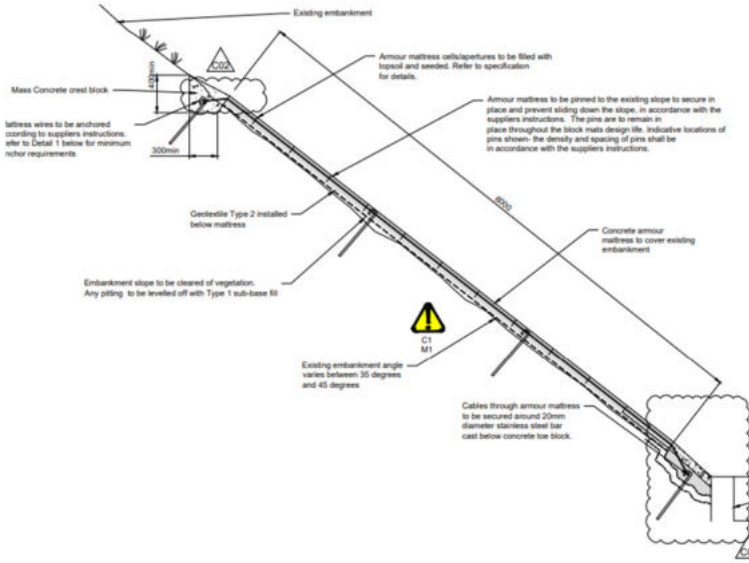 Existing embankment
C02
400min
Armour mattress cells/apertures to be filled with
topsoil and seeded. Refer to specification
for details.
Mass Concrete crest block
Armour mattress to be pinned to the existing slope to secure in
place and prevent sliding down the slope, in accordance with the
suppliers instructions. The pins are to remain in
place throughout the block mats design life. Indicative locations of
pins shown- the density and spacing of pins shall be
in accordance with the suppliers instructions.
lattress wires to be anchored
ccording to suppliers instructions.
efer to Detail 1 below for minimum
nchor requirements
300min
Geotextile Type 2 installed
below mattress
Concrete armour
mattress to cover existing
embankment
Embankment slope to be cleared of vegetation.
Any pitting to be levelled off with Type 1 sub-base fill
C1
M1
Existing embankment angle
varies between 35 degrees
and 45 degrees
Cables through armour mattress
to be secured around 20mm
diameter stainless steel bar
cast below concrete toe block.